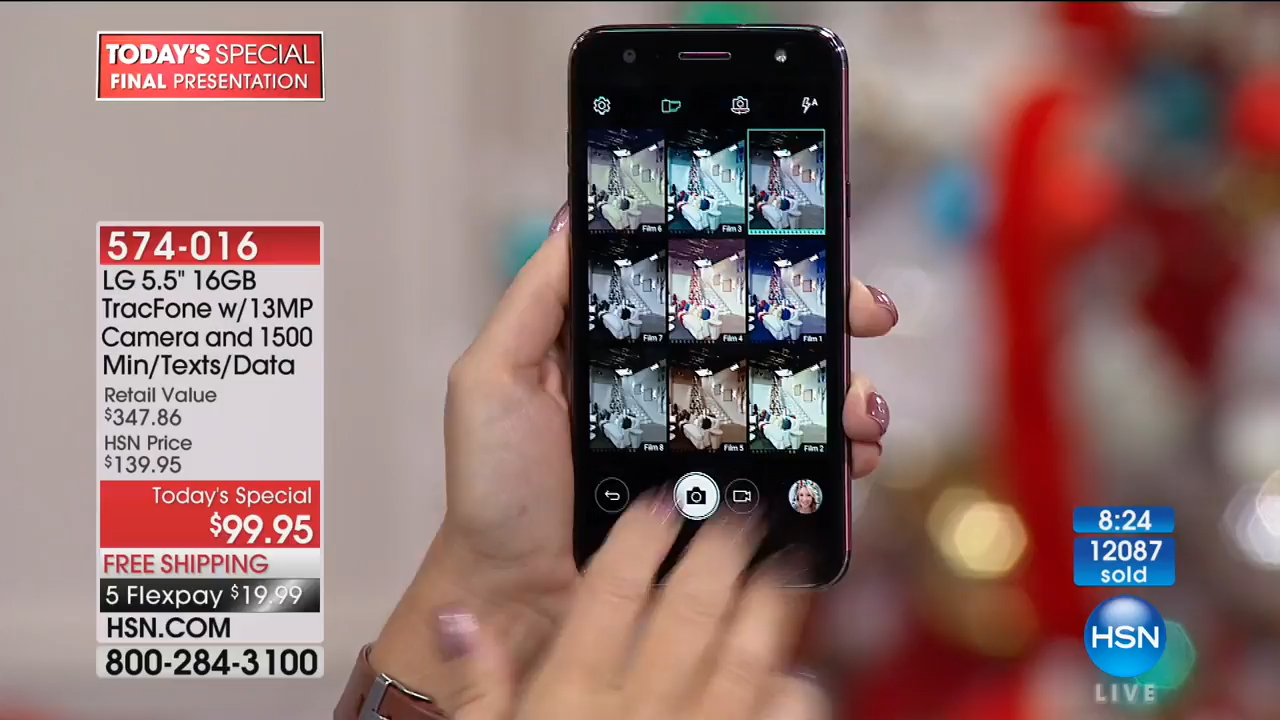 TODAY'S SPECIAL
FINAL PRESENTATION
574-016
LG 5.5" 16GB
TracFone w/13MP
Camera and 1500
Min/Texts/Data
Retail Value
$347.86
HSN Price
$139.95
Today's Special
$99.95
FREE SHIPPING
5 Flexpay $19.99
HSN.COM
800-284-3100
A
Film 6
Film 3
Film 7
Film 4
Film 1
Film 8
Film 5
Film 2
8:24
12087
sold
HSN
LIVE